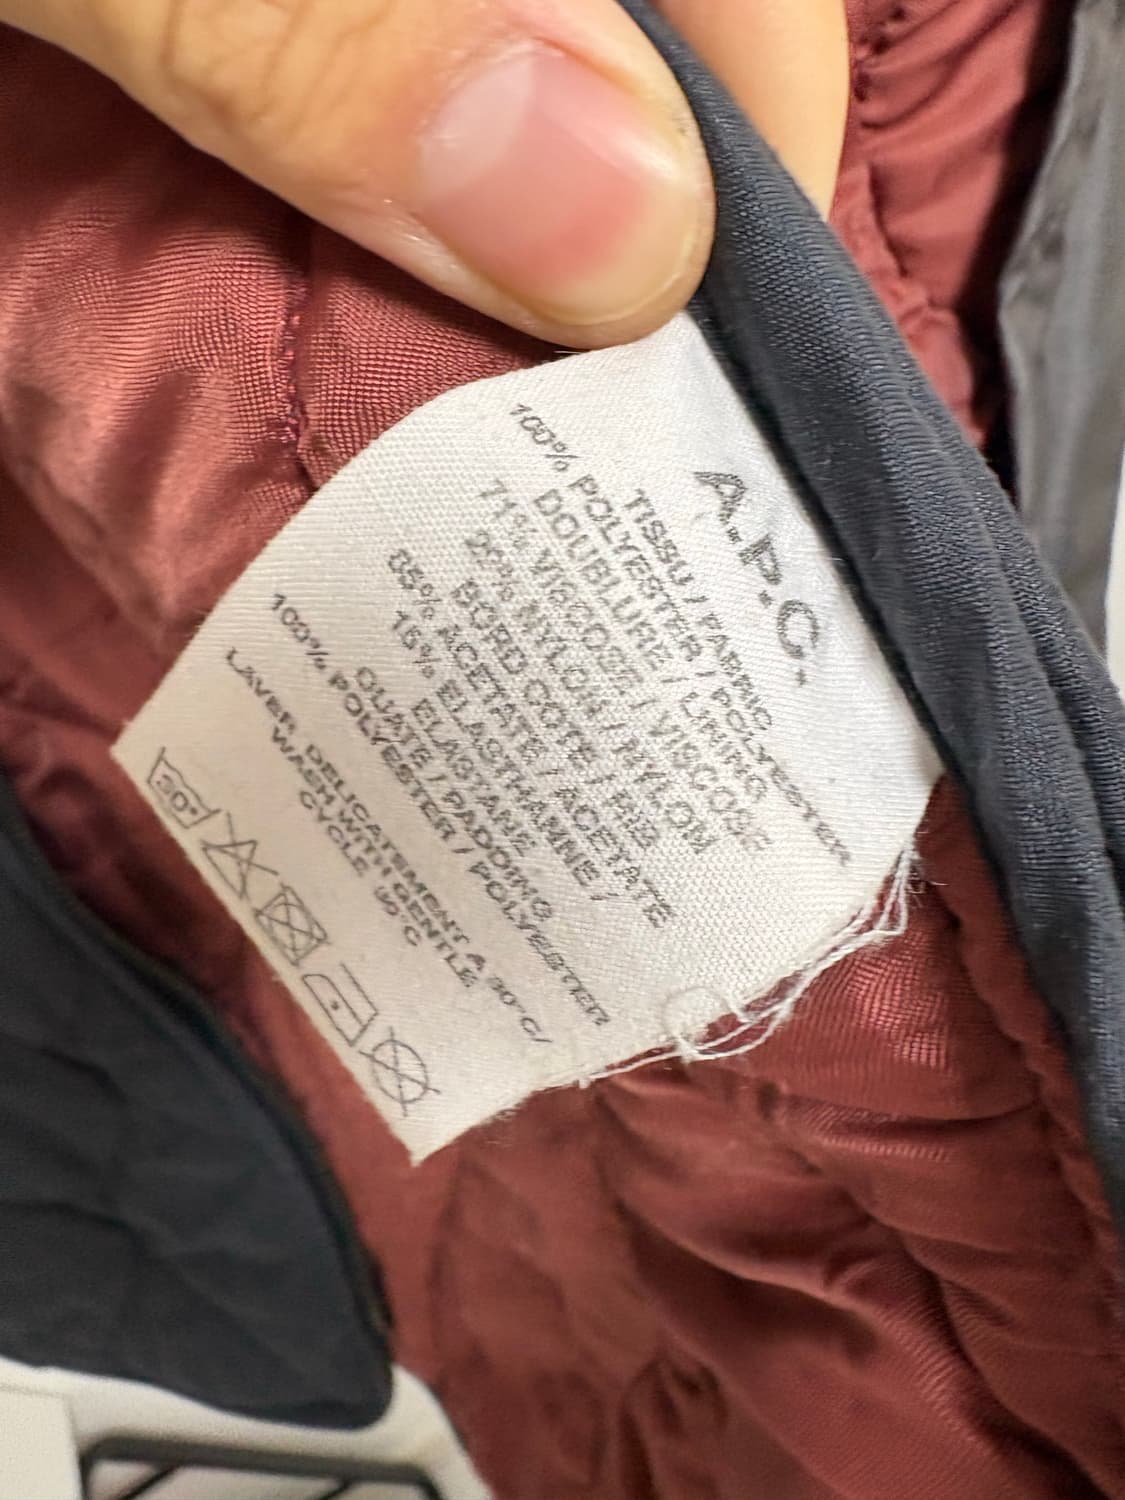 A.P.C.
TISSU / FABRIC
100% POLYESTER / POLYESTER
DOUBLURE / LINING
71% VISCOSE / VISCOSE
29% NYLON / NYLON
BORD COTE / RIB
85% ACETATE / ACETATE
15% ELASTHANNE /
ELASTANE
OUATE / PADDING
100% POLYESTER / POLYESTER
LAVER DELICATEMENT A 30°C/
WASH WITH GENTLE
CYCLE 30°C
30°